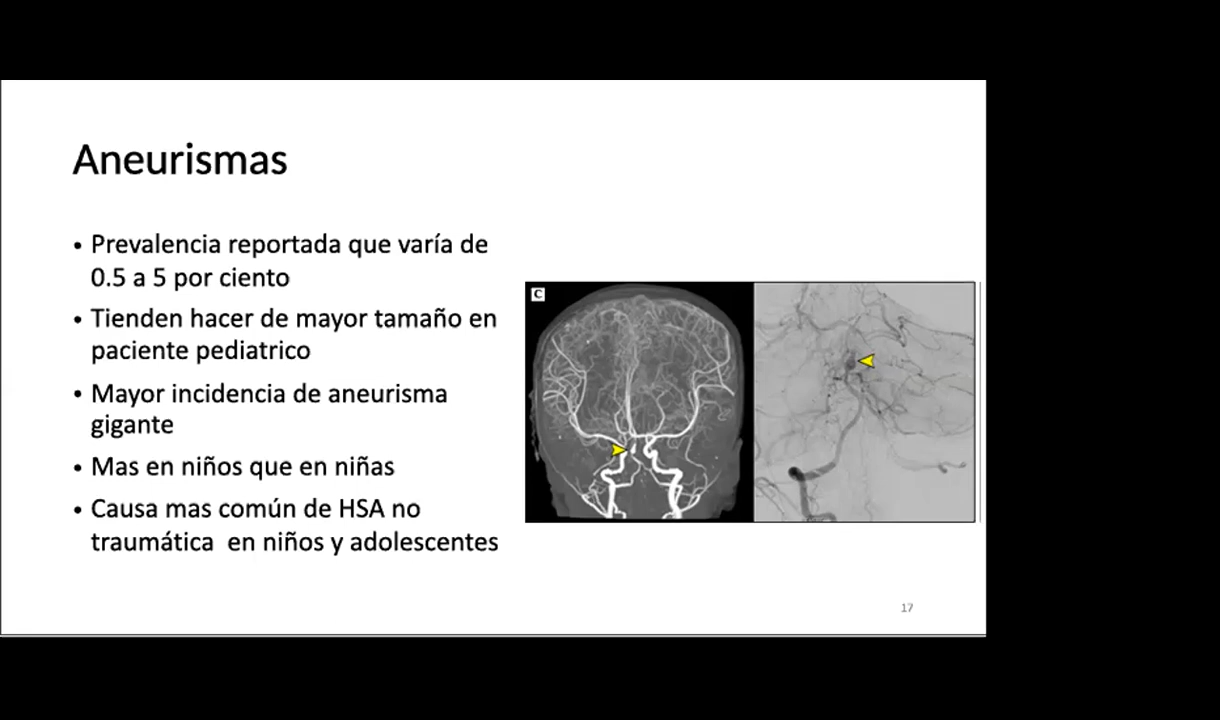 Aneurismas
• Prevalencia reportada que varía de
0.5 a 5 por ciento
• Tienden hacer de mayor tamaño en
paciente pediatrico
• Mayor incidencia de aneurisma
gigante
• Mas en niños que en niñas
• Causa mas común de HSA no
traumática en niños y adolescentes
C
17